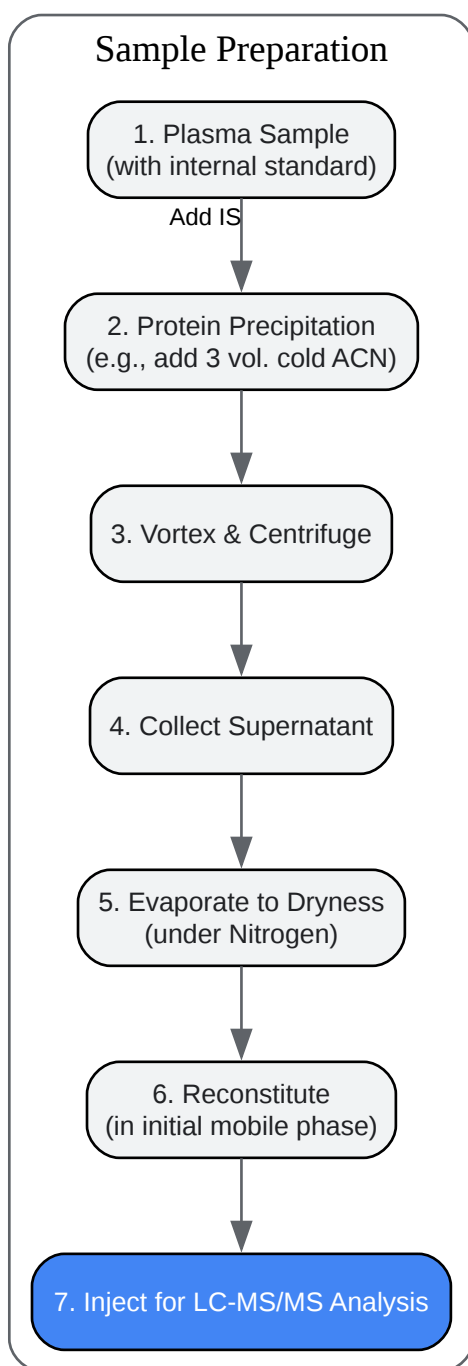 Sample Preparation
1. Plasma Sample
(with internal standard)
Add IS
2. Protein Precipitation
(e.g., add 3 vol. cold ACN)
3. Vortex & Centrifuge
4. Collect Supernatant
5. Evaporate to Dryness
(under Nitrogen)
6. Reconstitute
(in initial mobile phase)
7. Inject for LC-MS/MS Analysis